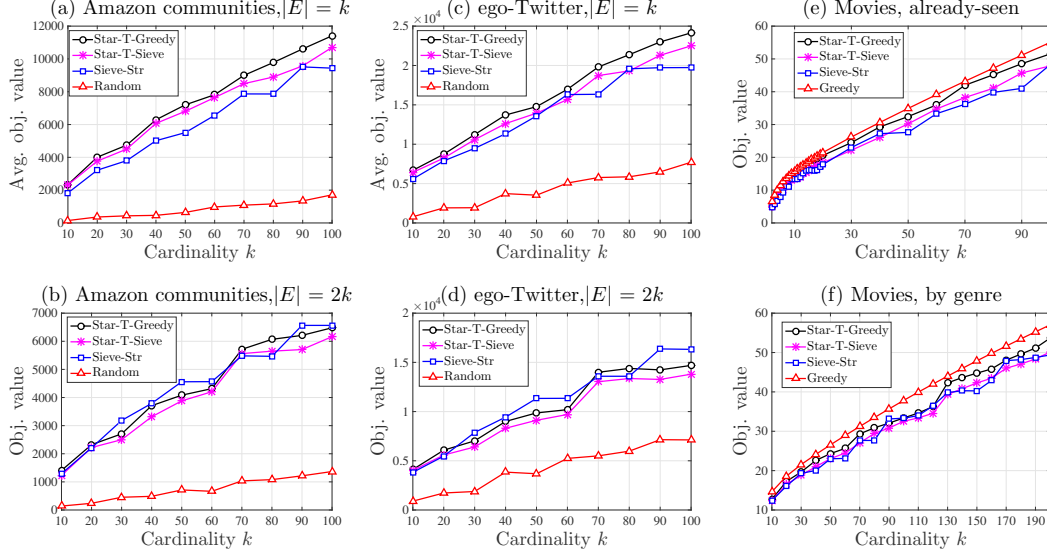 (a) Amazon communities,|E| = k
12000
10000
8000
6000
4000
2000
0
Avg. obj. value
Star-T-Greedy
Star-T-Sieve
Sieve-Str
Random
10 20 30 40 50 60 70 80 90 100
Cardinality k
(c) ego-Twitter,|E| = k
×10⁴
2.5
2
1.5
1
0.5
0
Avg. obj. value
Star-T-Greedy
Star-T-Sieve
Sieve-Str
Random
10 20 30 40 50 60 70 80 90 100
Cardinality k
(e) Movies, already-seen
60
50
40
30
20
10
0
Obj. value
Star-T-Greedy
Star-T-Sieve
Sieve-Str
Greedy
10 30 50 70 90
Cardinality k
(b) Amazon communities,|E| = 2k
7000
6000
5000
4000
3000
2000
1000
0
Obj. value
Star-T-Greedy
Star-T-Sieve
Sieve-Str
Random
10 20 30 40 50 60 70 80 90 100
Cardinality k
(d) ego-Twitter,|E| = 2k
×10⁴
2
1.5
1
0.5
0
Obj. value
Star-T-Greedy
Star-T-Sieve
Sieve-Str
Random
10 20 30 40 50 60 70 80 90 100
Cardinality k
(f) Movies, by genre
60
50
40
30
20
10
Obj. value
Star-T-Greedy
Star-T-Sieve
Sieve-Str
Greedy
10 30 50 70 90 110 130 150 170 190
Cardinality k